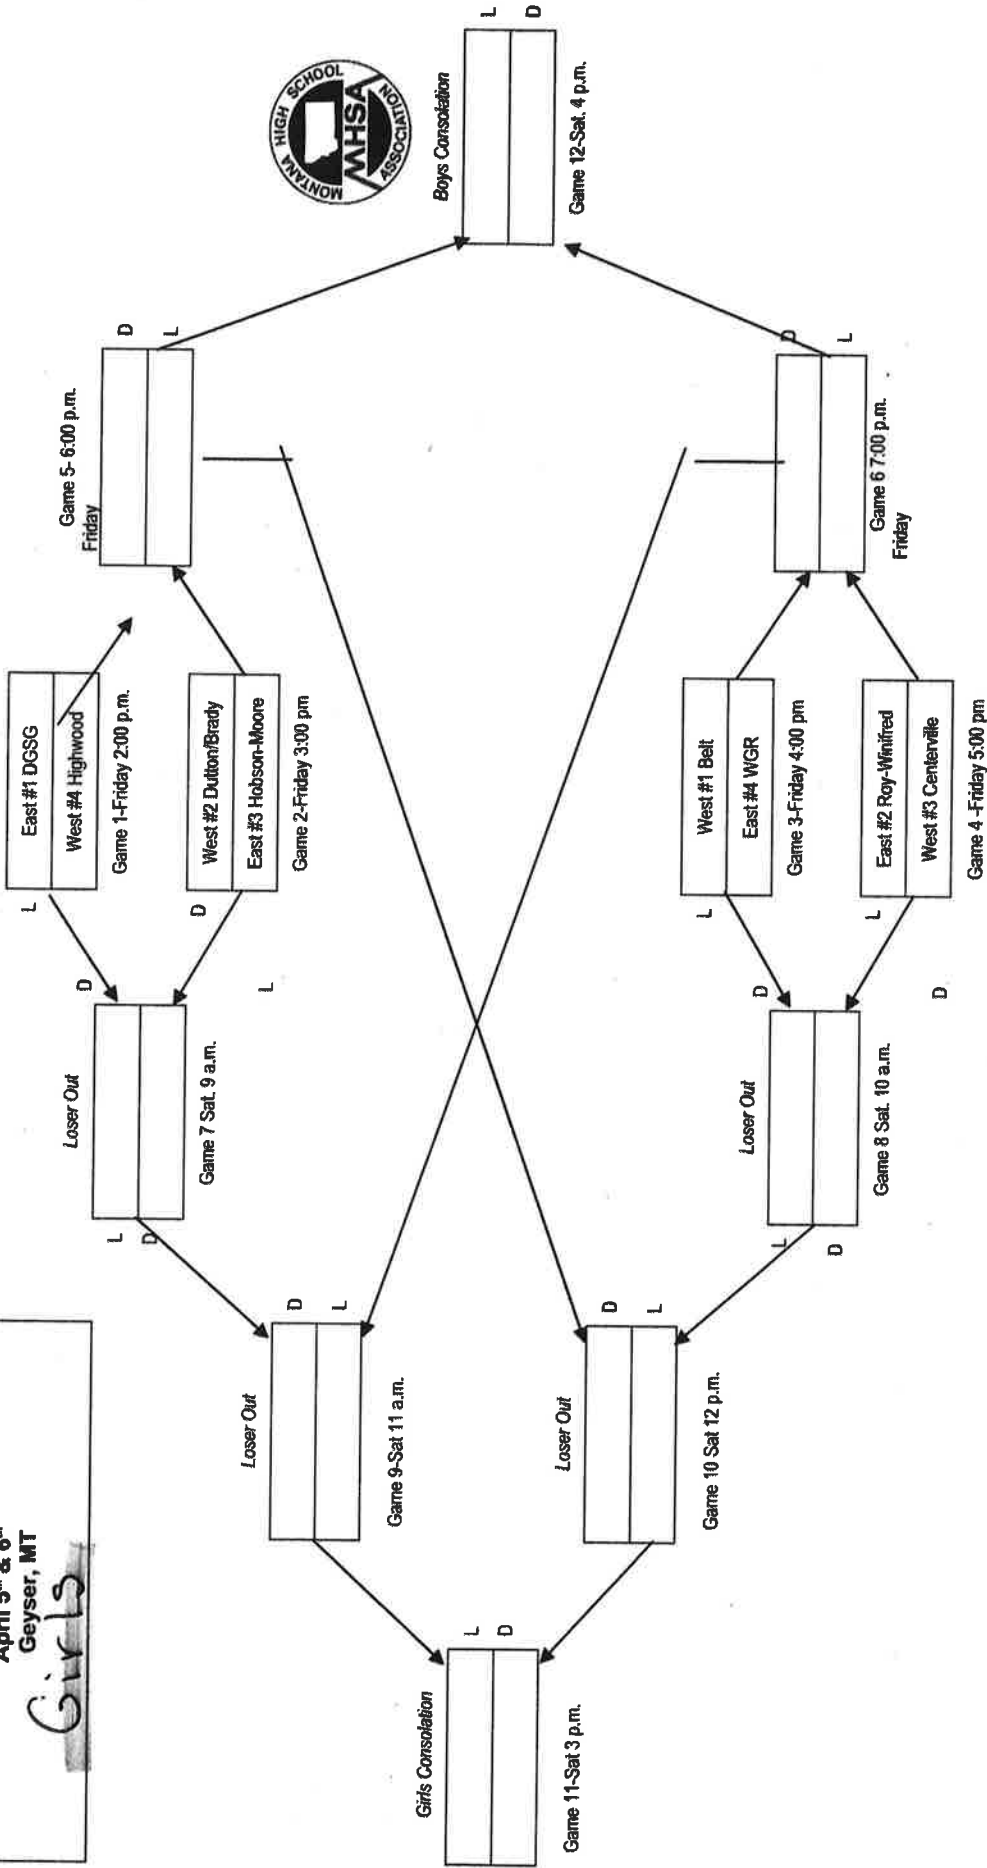 April 5th & 6th
Geyser, MT
Girls
East #1 DGSG
West #4 Highwood
L
Game 1-Friday 2:00 p.m.
West #2 Dutton/Brady
East #3 Hobson-Moore
D
L
Game 2-Friday 3:00 pm
Game 5- 6:00 p.m.
Friday
D
L
Loser Out
D
L
D
Game 7 Sat. 9 a.m.
Loser Out
D
L
Game 9-Sat 11 a.m.
MONTANA HIGH SCHOOL
MHSA
ASSOCIATION
Girls Consolation
L
D
Game 11-Sat 3 p.m.
Boys Consolation
L
D
Game 12-Sat. 4 p.m.
Loser Out
D
L
Game 10 Sat 12 p.m.
West #1 Belt
East #4 WGR
L
Game 3-Friday 4:00 pm
Loser Out
D
L
D
Game 8 Sat. 10 a.m.
D
L
Game 6 7:00 p.m.
Friday
East #2 Roy-Winifred
West #3 Centerville
L
D
Game 4 -Friday 5:00 pm